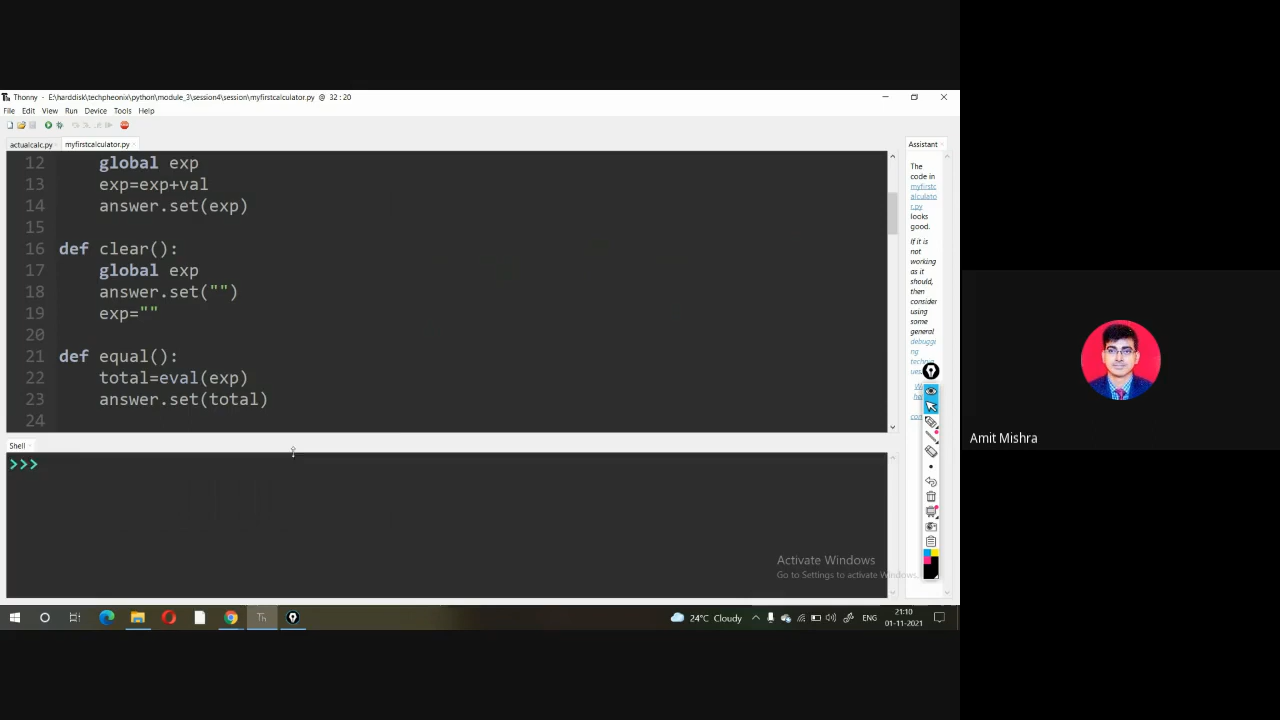 Thonny - E:\harddisk\techpheonix\python\module_3\session4\session\myfirstcalculator.py @ 32 : 20
File Edit View Run Device Tools Help
actualcalc.py
myfirstcalculator.py
12 global exp
13 exp=exp+val
14 answer.set(exp)
15
16 def clear():
17 global exp
18 answer.set("")
19 exp=""
20
21 def equal():
22 total=eval(exp)
23 answer.set(total)
24
Shell
>>>
Assistant
The
code in
myfirstc
alculato
r.py
looks
good.
If it is
not
working
as it
should,
then
consider
using
some
general
debuggi
ng
Activate Windows
Go to Settings to activate Windows.
24°C Cloudy
ENG
21:10
01-11-2021
Amit Mishra